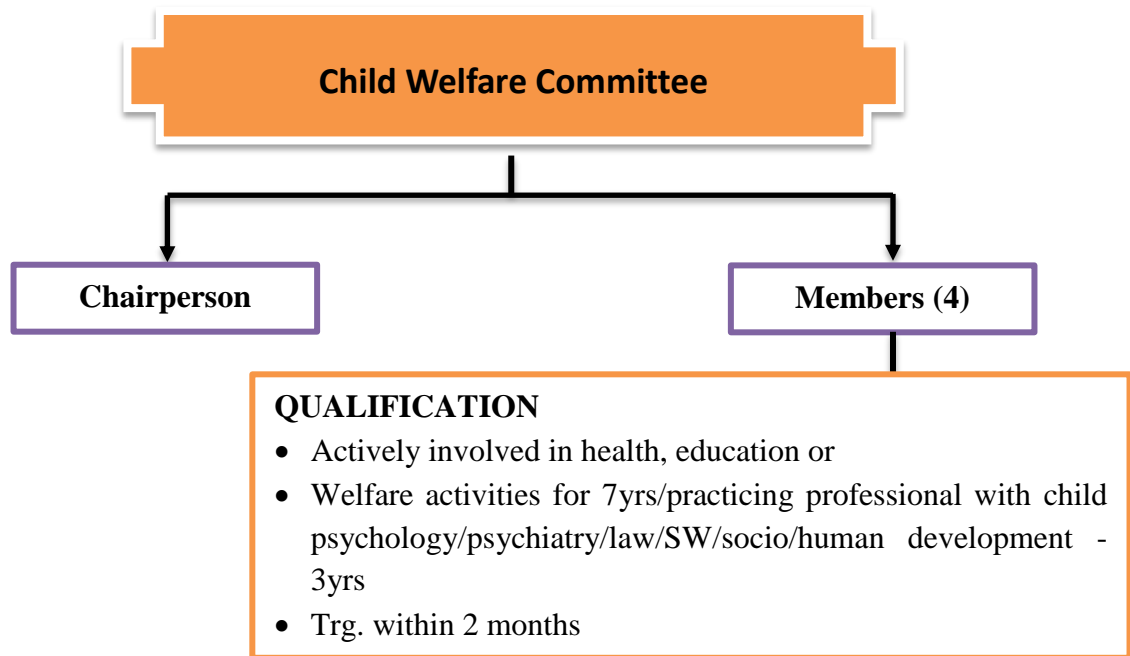 Child Welfare Committee
Chairperson
Members (4)
QUALIFICATION
• Actively involved in health, education or
• Welfare activities for 7yrs/practicing professional with child
psychology/psychiatry/law/SW/socio/human development -
3yrs
• Trg. within 2 months